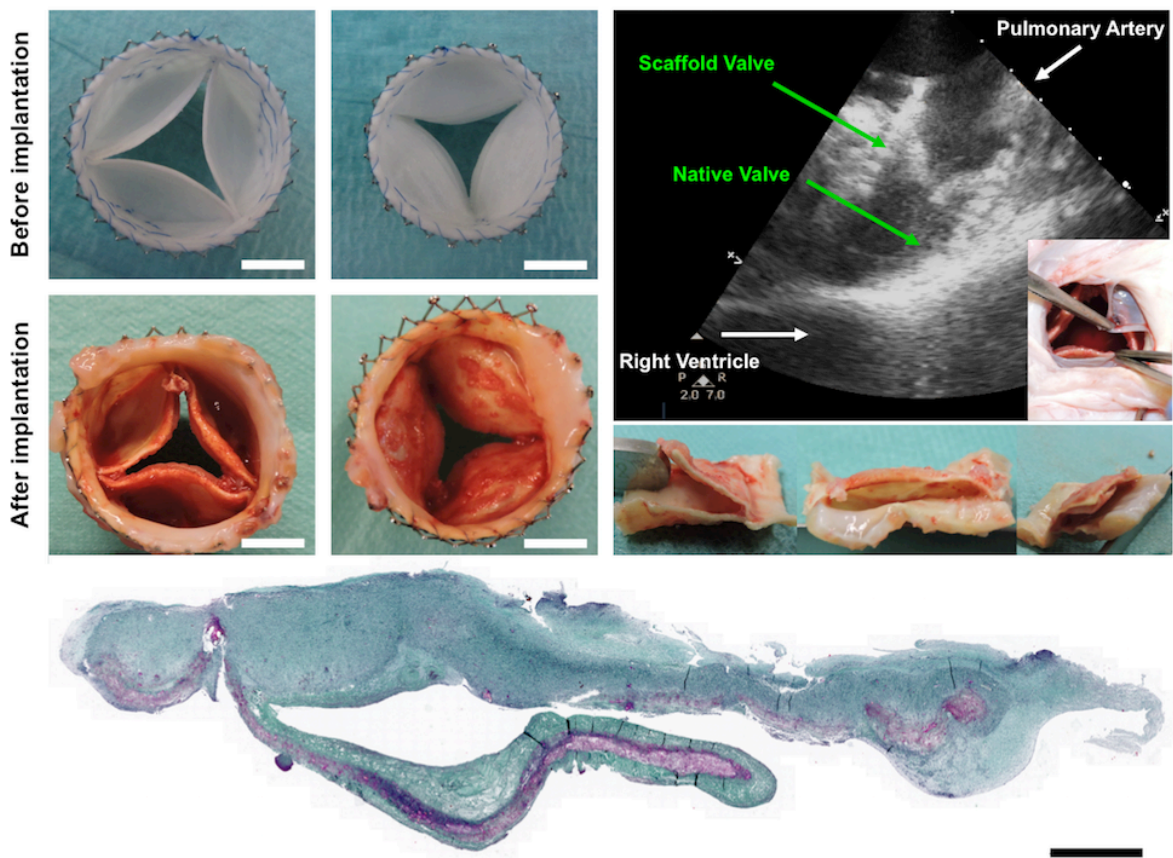 Before implantation
After implantation
Pulmonary Artery
Scaffold Valve
Native Valve
Right Ventricle
P R
2.0 7.0